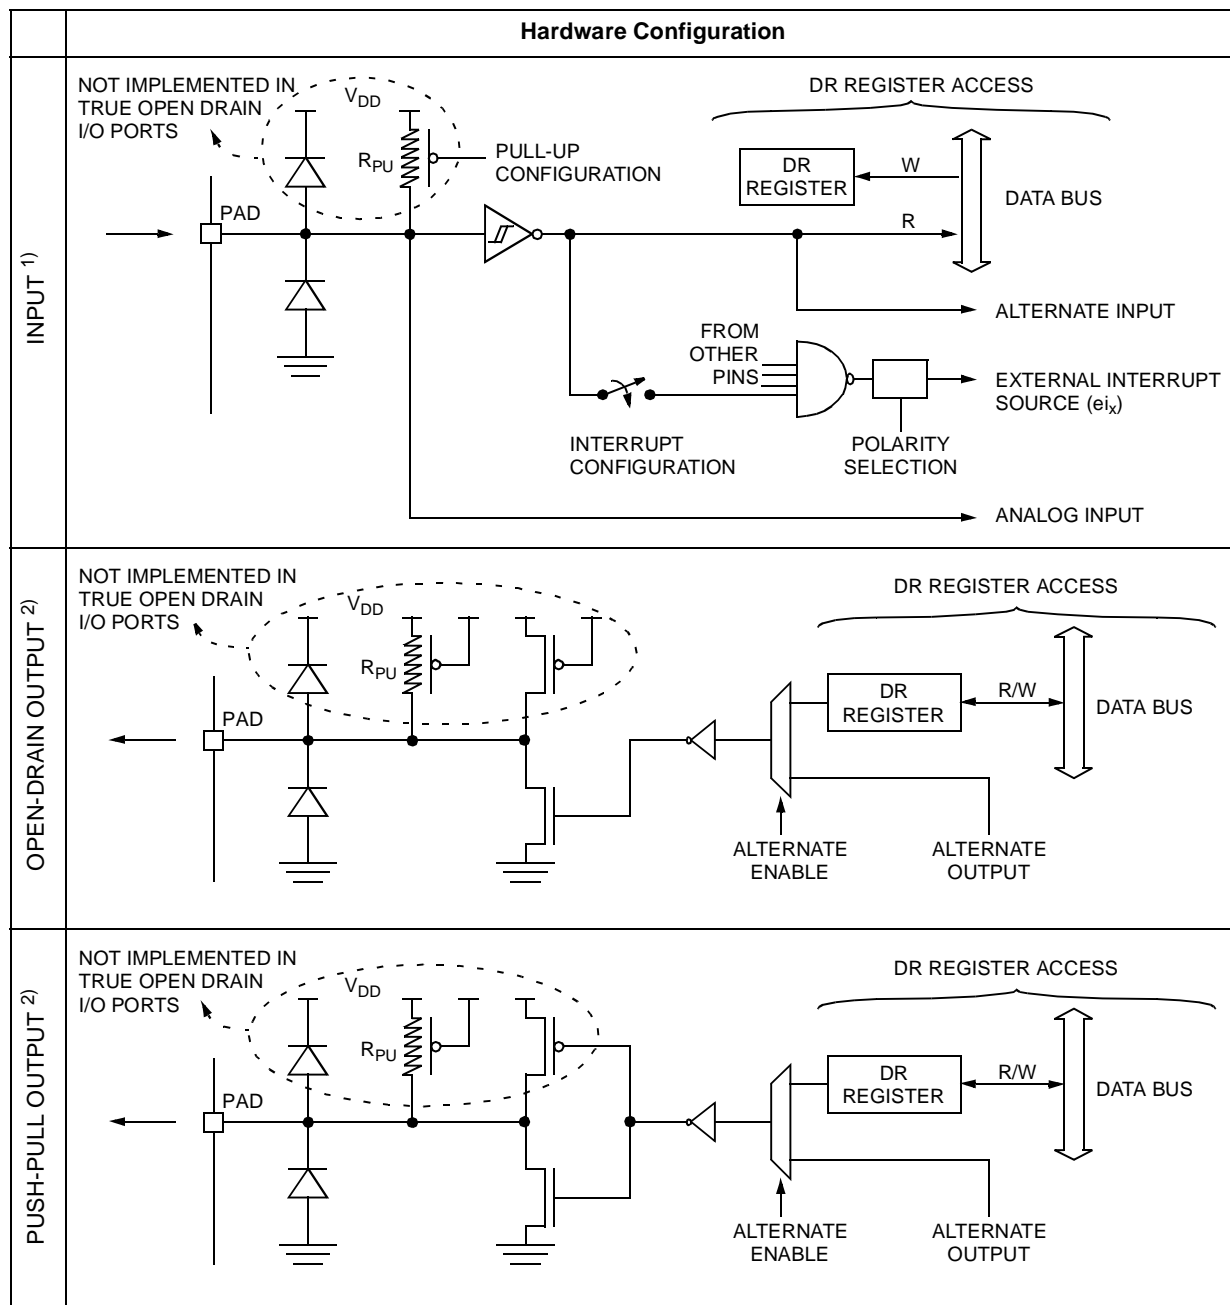 Hardware Configuration
INPUT 1)
NOT IMPLEMENTED IN
TRUE OPEN DRAIN
I/O PORTS
VDD
RPU
PULL-UP
CONFIGURATION
PAD
DR REGISTER ACCESS
DR
REGISTER
W
R
DATA BUS
ALTERNATE INPUT
FROM
OTHER
PINS
EXTERNAL INTERRUPT
SOURCE (eix)
INTERRUPT
CONFIGURATION
POLARITY
SELECTION
ANALOG INPUT
OPEN-DRAIN OUTPUT 2)
NOT IMPLEMENTED IN
TRUE OPEN DRAIN
I/O PORTS
VDD
RPU
PAD
DR REGISTER ACCESS
DR
REGISTER
R/W
DATA BUS
ALTERNATE
ENABLE
ALTERNATE
OUTPUT
PUSH-PULL OUTPUT 2)
NOT IMPLEMENTED IN
TRUE OPEN DRAIN
I/O PORTS
VDD
RPU
PAD
DR REGISTER ACCESS
DR
REGISTER
R/W
DATA BUS
ALTERNATE
ENABLE
ALTERNATE
OUTPUT